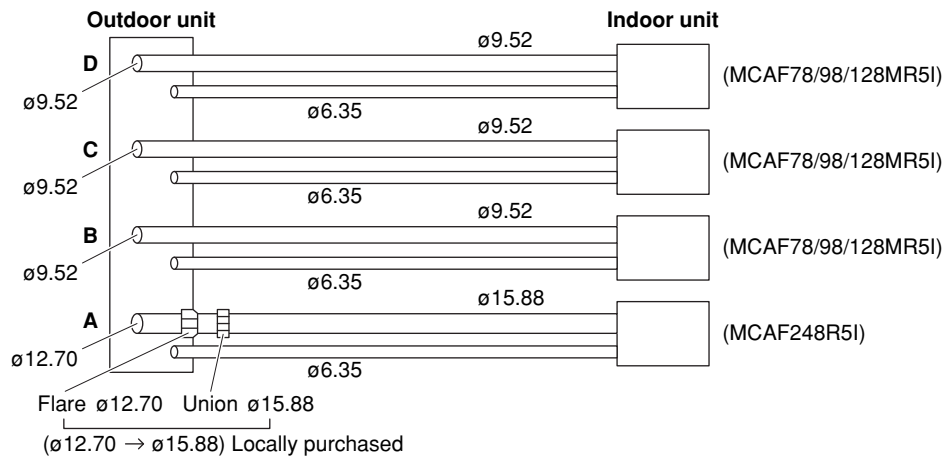 Outdoor unit
Indoor unit
D
ø9.52
(MCAF78/98/128MR5I)
ø9.52
ø6.35
C
ø9.52
(MCAF78/98/128MR5I)
ø9.52
ø6.35
B
ø9.52
(MCAF78/98/128MR5I)
ø9.52
ø6.35
A
ø15.88
(MCAF248R5I)
ø12.70
ø6.35
Flare ø12.70 Union ø15.88
(ø12.70 → ø15.88) Locally purchased